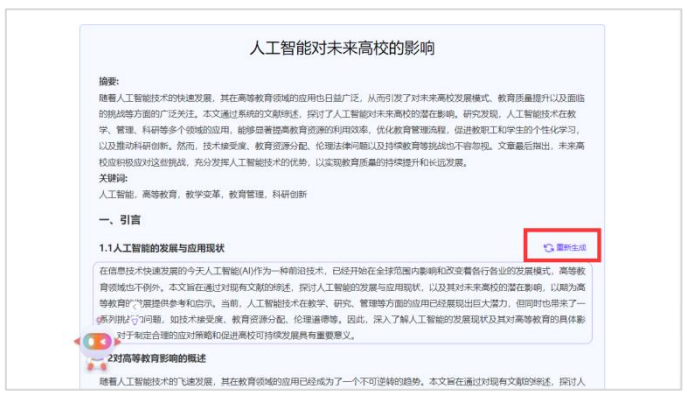 人工智能对未来高校的影响
摘要:
随着人工智能技术的快速发展，其在高等教育领域的应用也日益广泛，从而引发了对未来高校发展模式、教育质量提升以及面临
的挑战等方面的广泛关注。本文通过系统的文献综述，探讨了人工智能对未来高校的潜在影响。研究发现，人工智能技术在教
学、管理、科研等多个领域的应用，能够显著提高教育资源的利用效率，优化教育管理流程，促进教职工和学生的个性化学习，
以及推动科研创新。然而，技术接受度、教育资源分配、伦理法律问题以及持续教育等挑战也不容忽视。文章最后指出，未来高
校应积极应对这些挑战，充分发挥人工智能技术的优势，以实现教育质量的持续提升和长远发展。
关键词:
人工智能，高等教育，教学变革，教育管理，科研创新
一、引言
1.1人工智能的发展与应用现状
重新生成
在信息技术快速发展的今天人工智能(AI)作为一种前沿技术，已经开始在全球范围内影响和改变着各行各业的发展模式，高等教
育领域也不例外。本文旨在通过对现有文献的综述，探讨人工智能的发展与应用现状，以及其对未来高校的潜在影响，以期为高
等教育的发展提供参考和启示。当前，人工智能技术在教学、研究、管理等方面的应用已经展现出巨大潜力，但同时也带来了一
系列挑 问题，如技术接受度、教育资源分配、伦理道德等。因此，深入了解人工智能的发展现状及其对高等教育的具体影
对于制定合理的应对策略和促进高校可持续发展具有重要意义。
2对高等教育影响的概述
随着人工智能技术的飞速发展，其在教育领域的应用已经成为了一个不可逆转的趋势。本文旨在通过对现有文献的综述，探讨人